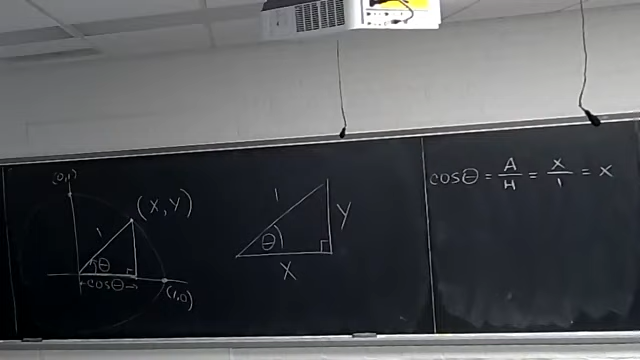 (0,1)
(X,Y)
1
θ
←cosθ→
(1,0)
1
θ
Y
X
cosθ = A/H = X/1 = X